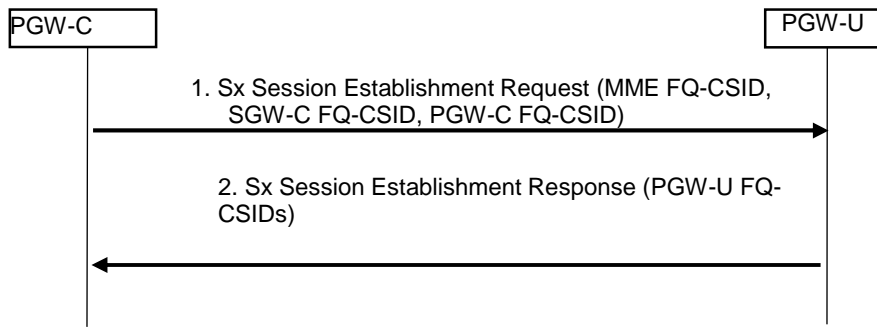 PGW-C
PGW-U
1. Sx Session Establishment Request (MME FQ-CSID,
SGW-C FQ-CSID, PGW-C FQ-CSID)
2. Sx Session Establishment Response (PGW-U FQ-
CSIDs)